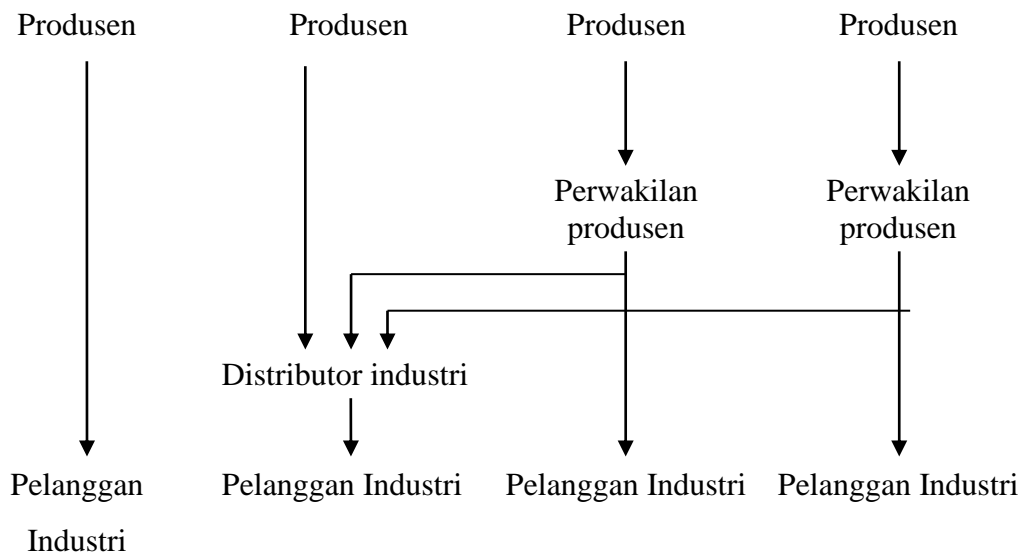 Produsen Produsen Produsen Produsen
Perwakilan Perwakilan
produsen produsen
Distributor industri
Pelanggan Pelanggan Industri Pelanggan Industri Pelanggan Industri
Industri